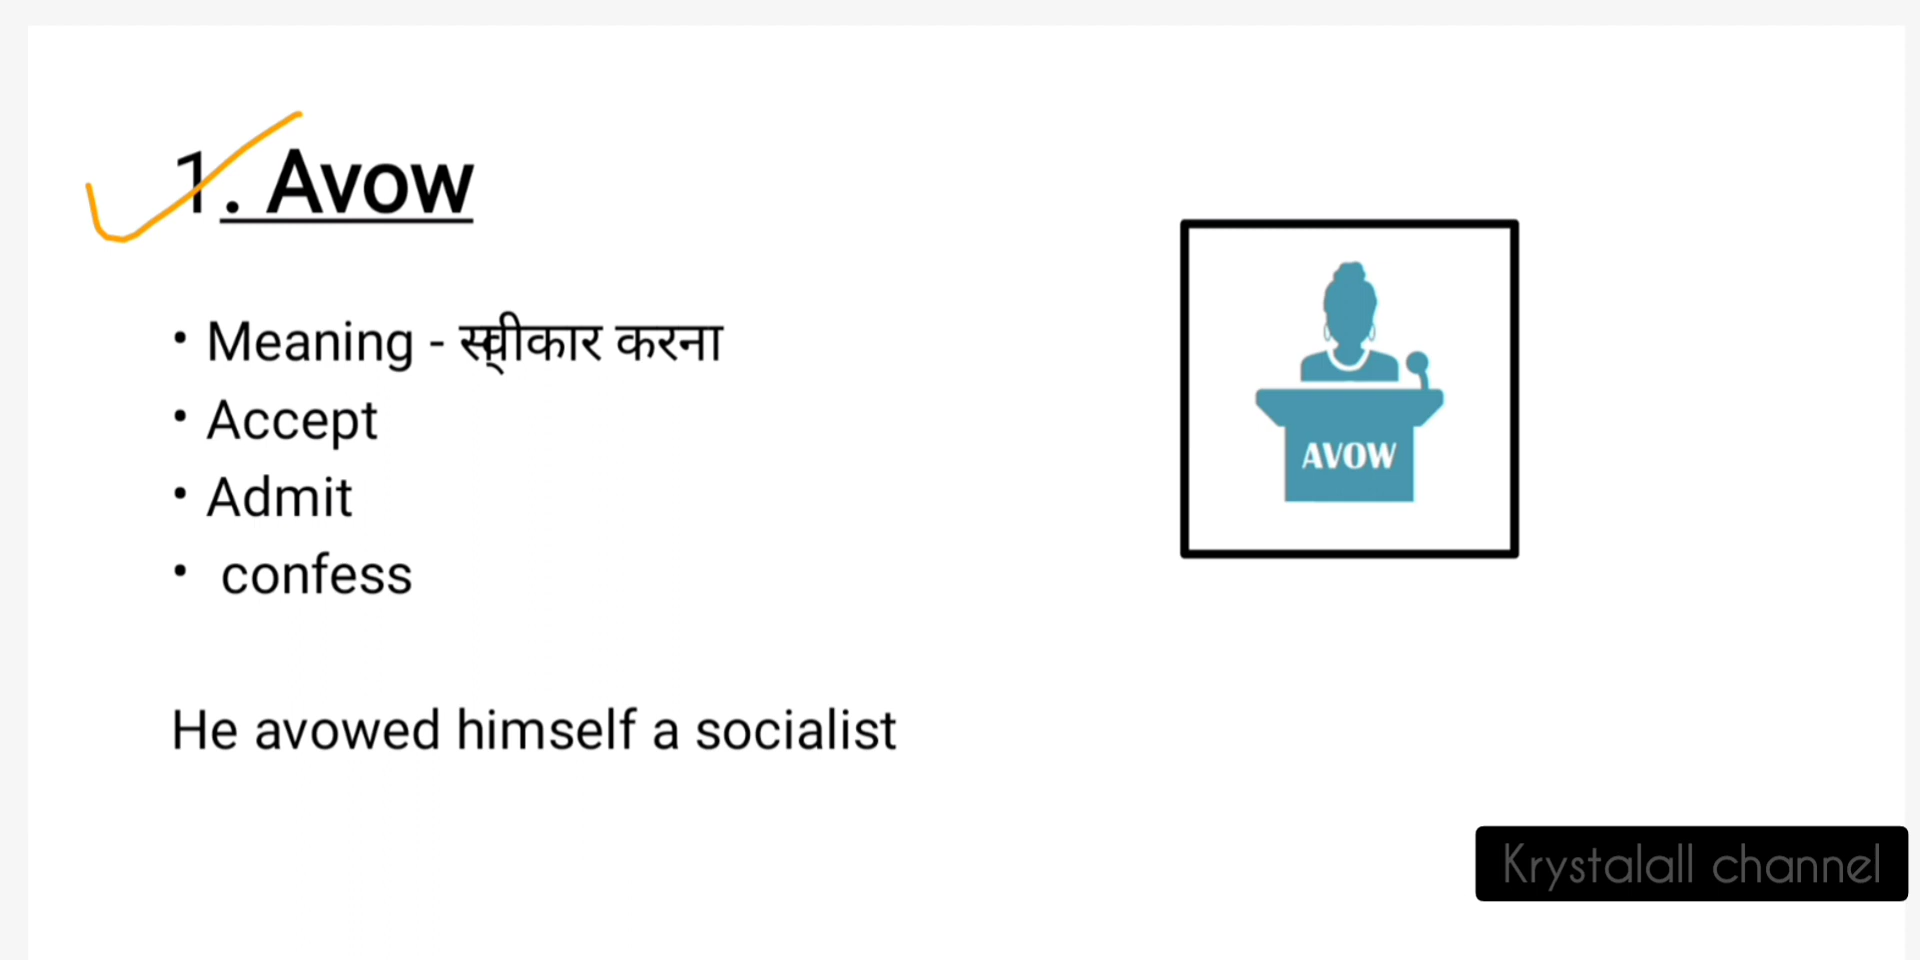 1. Avow
• Meaning - स्वीकार करना
• Accept
• Admit
• confess
AVOW
He avowed himself a socialist
Krystalall channel